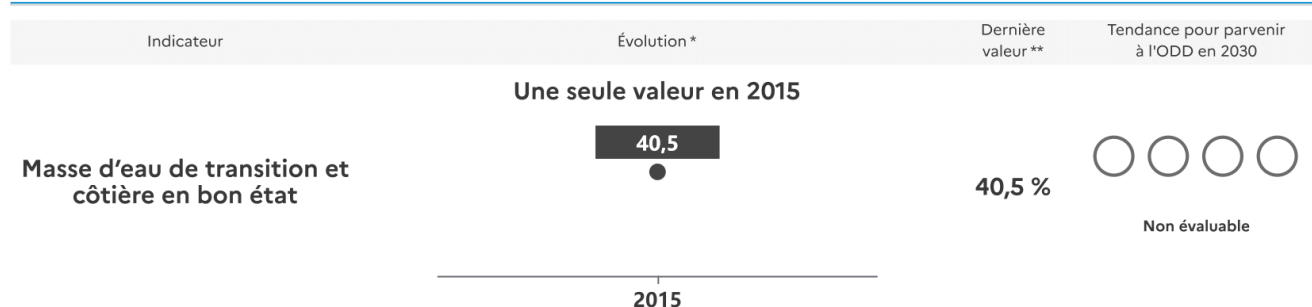 Indicateur
Évolution *
Dernière
valeur **
Tendance pour parvenir
à l'ODD en 2030
Une seule valeur en 2015
40,5
Masse d’eau de transition et
côtière en bon état
40,5 %
Non évaluable
2015